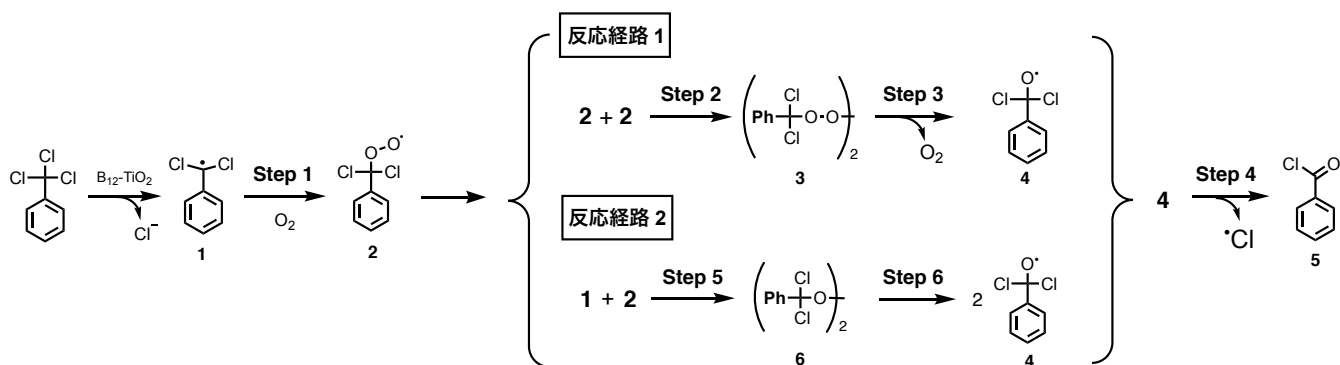 反応経路 1
2 + 2
Step 2
Ph
Cl
O-O
Cl
2
3
Step 3
O2
O•
Cl
Cl
4
Cl
Cl
Cl
B12-TiO2
Cl−
Cl
•
Cl
1
Step 1
O2
O-O•
Cl
Cl
2
反応経路 2
1 + 2
Step 5
Ph
Cl
O
Cl
2
6
Step 6
2
O•
Cl
Cl
4
4
Step 4
•Cl
Cl
O
5